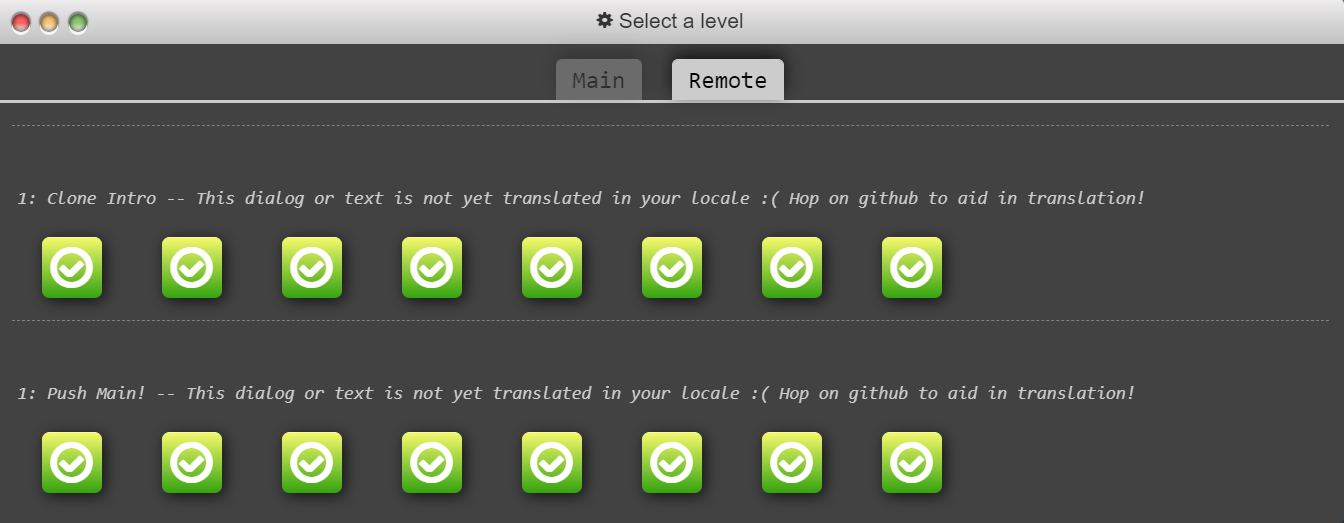 Select a level
Main Remote
1: Clone Intro -- This dialog or text is not yet translated in your locale :( Hop on github to aid in translation!
1: Push Main! -- This dialog or text is not yet translated in your locale :( Hop on github to aid in translation!